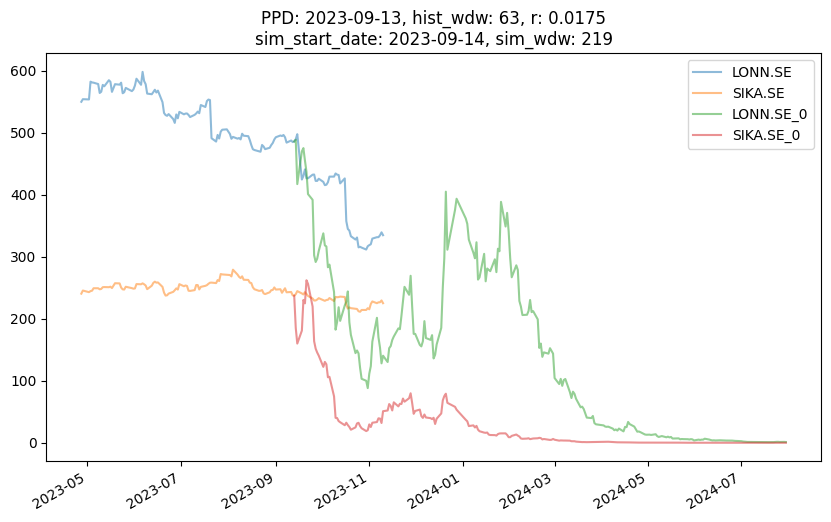 PPD: 2023-09-13, hist_wdw: 63, r: 0.0175
sim_start_date: 2023-09-14, sim_wdw: 219
600
500
400
300
200
100
0
LONN.SE
SIKA.SE
LONN.SE_0
SIKA.SE_0
2023-05
2023-07
2023-09
2023-11
2024-01
2024-03
2024-05
2024-07